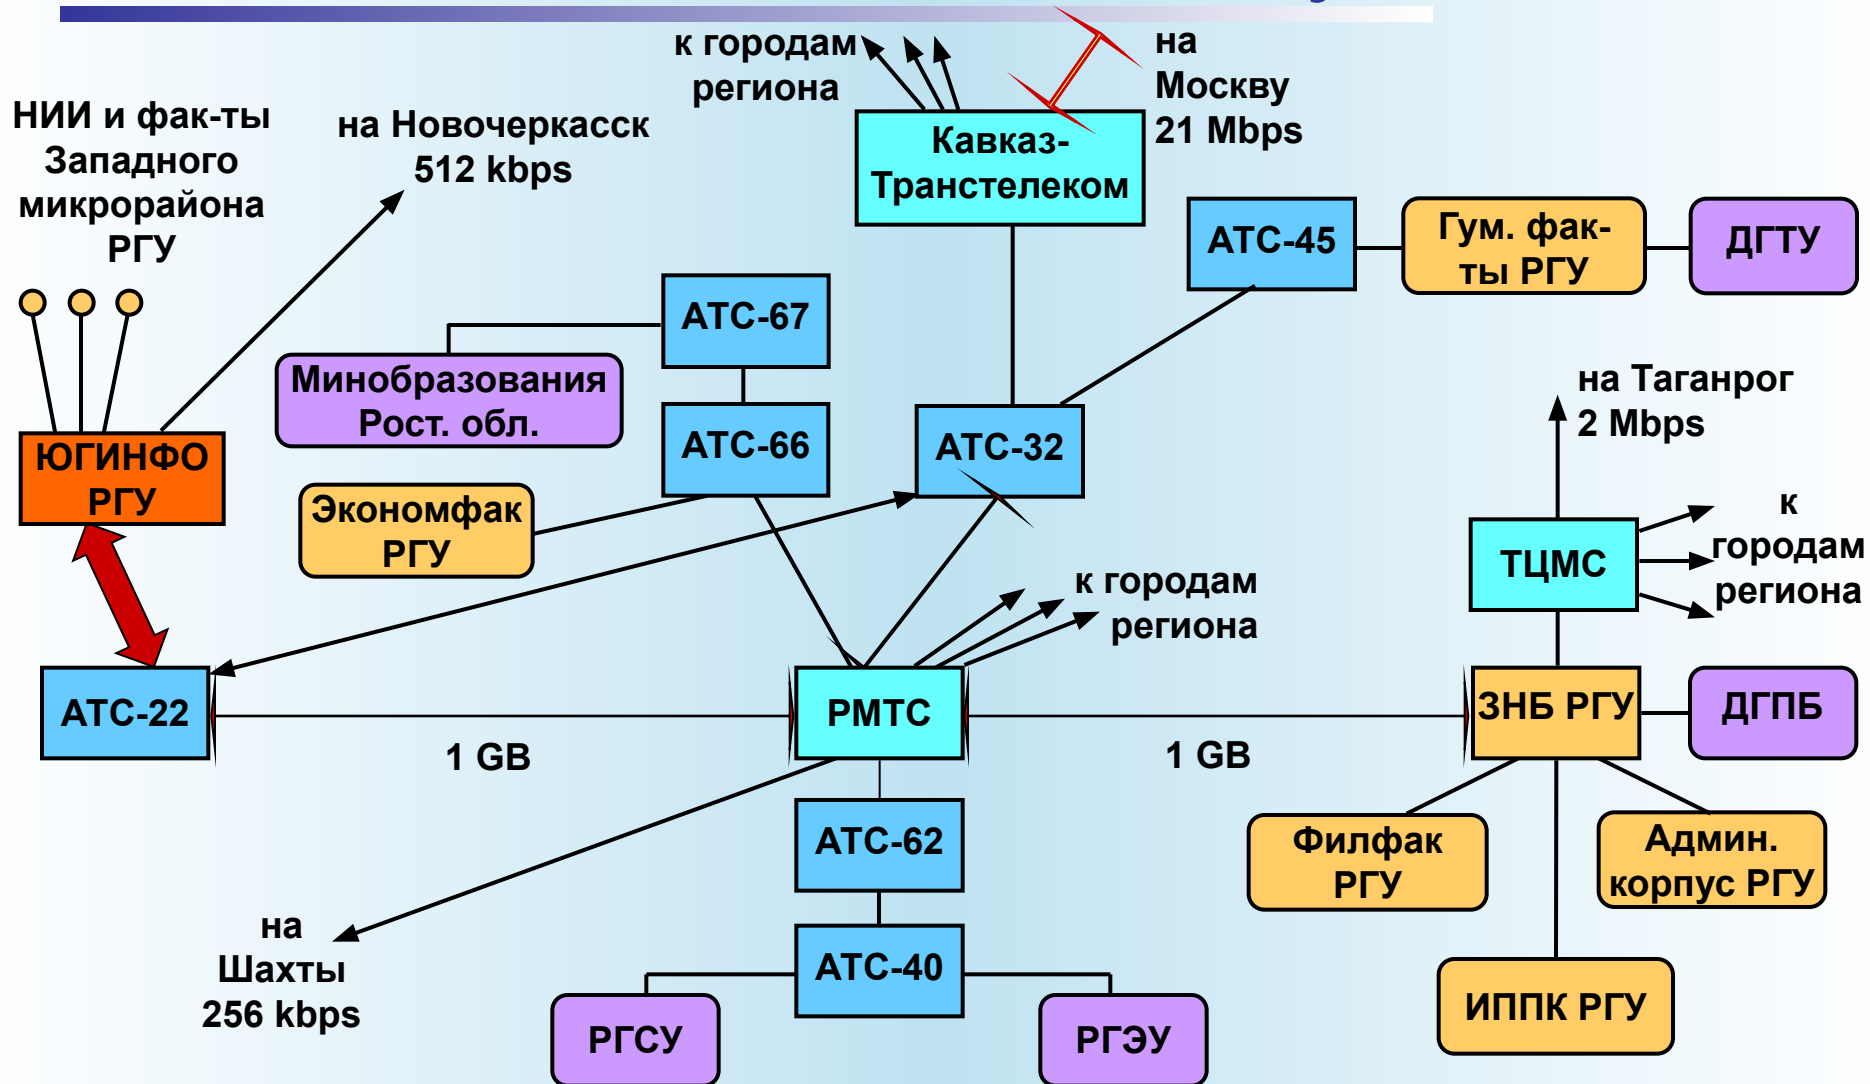 к городам
региона
на
Москву
21 Mbps
НИИ и фак-ты
Западного
микрорайона
РГУ
на Новочеркасск
512 kbps
Кавказ-
Транстелеком
АТС-45
Гум. фак-
ты РГУ
ДГТУ
АТС-67
Минобразования
Рост. обл.
АТС-66
АТС-32
на Таганрог
2 Mbps
ЮГИНФО
РГУ
Экономфак
РГУ
ТЦМС
к
городам
региона
к городам
региона
АТС-22
РМТС
ЗНБ РГУ
ДГПБ
1 GB
1 GB
АТС-62
Филфак
РГУ
Админ.
корпус РГУ
на
Шахты
256 kbps
АТС-40
ИППК РГУ
РГСУ
РГЭУ